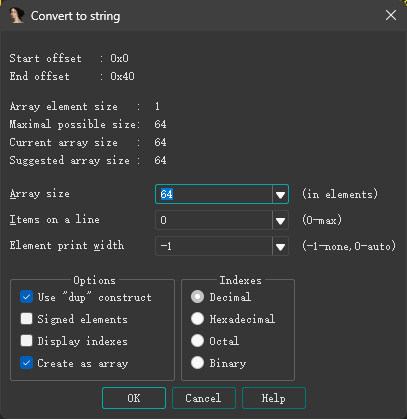 Convert to string
Start offset : 0x0
End offset : 0x40
Array element size : 1
Maximal possible size: 64
Current array size : 64
Suggested array size : 64
Array size 64 (in elements)
Items on a line 0 (0-max)
Element print width -1 (-1-none,0-auto)
Options
Use "dup" construct
Signed elements
Display indexes
Create as array
Indexes
Decimal
Hexadecimal
Octal
Binary
OK Cancel Help